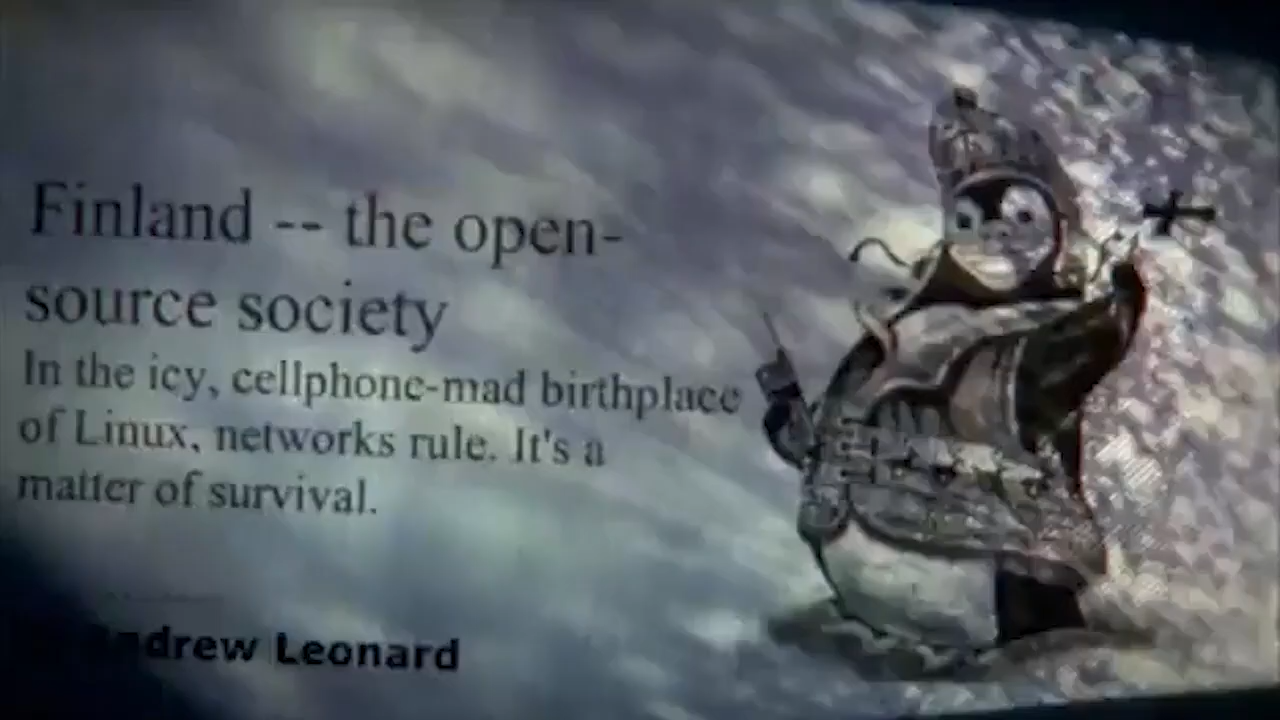 Finland -- the open-
source society
In the icy, cellphone-mad birthplace
of Linux, networks rule. It's a
matter of survival.
Andrew Leonard